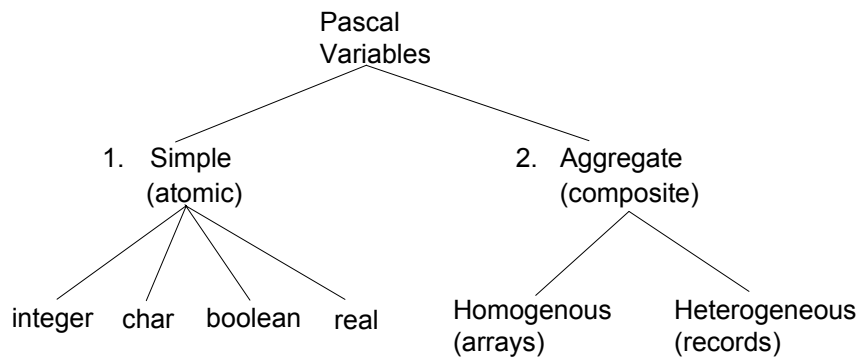 Pascal
Variables
1. Simple
(atomic)
2. Aggregate
(composite)
integer
char
boolean
real
Homogenous
(arrays)
Heterogeneous
(records)